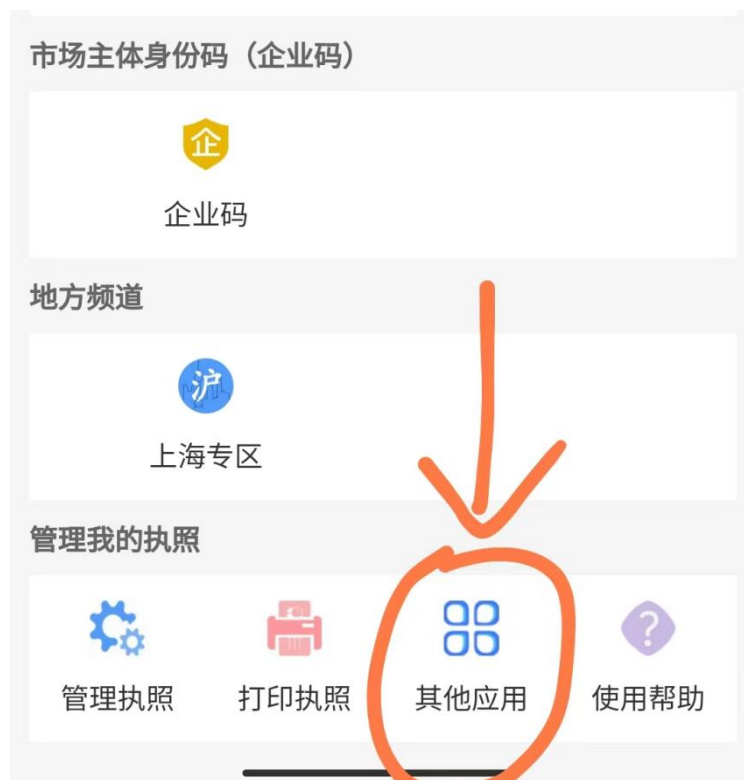 市场主体身份码（企业码）
企
企业码
地方频道
沪
上海专区
管理我的执照
?
管理执照 打印执照 其他应用 使用帮助